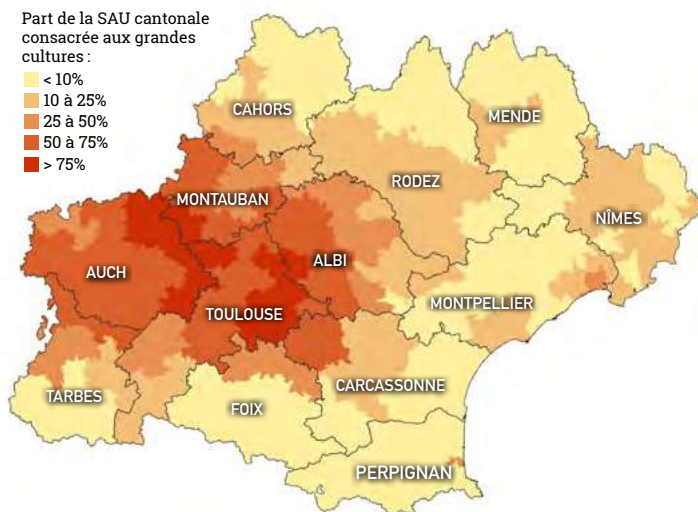 Part de la SAU cantonale
consacrée aux grandes
cultures :
< 10%
10 à 25%
25 à 50%
50 à 75%
> 75%
CAHORS
MENDE
RODEZ
MONTAUBAN
NÎMES
ALBI
AUCH
MONTPELLIER
TOULOUSE
CARCASSONNE
TARBES
FOIX
PERPIGNAN